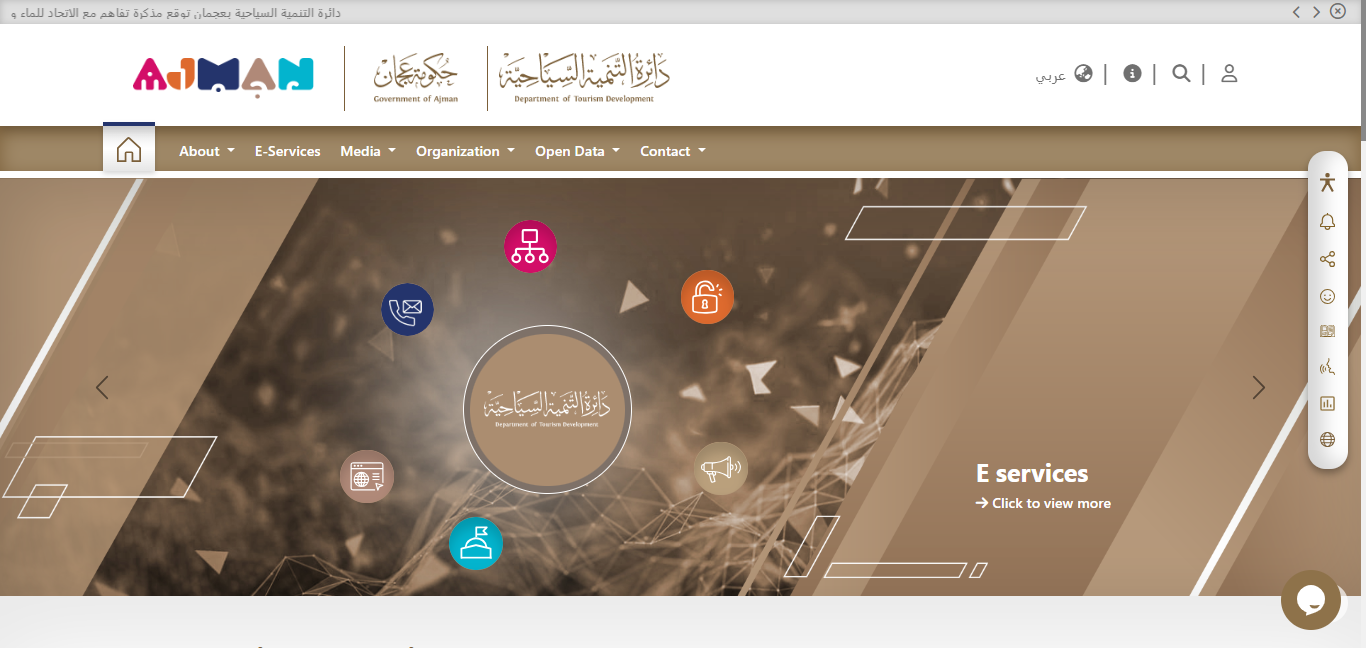 دائرة التنمية السياحية بعجمان توقع مذكرة تفاهم مع الاتحاد للماء و
AJMAN
حكومة عجمان
Government of Ajman
دائرة التنمية السياحية
Department of Tourism Development
عربي
About
E-Services
Media
Organization
Open Data
Contact
دائرة التنمية السياحية
Department of Tourism Development
E services
Click to view more